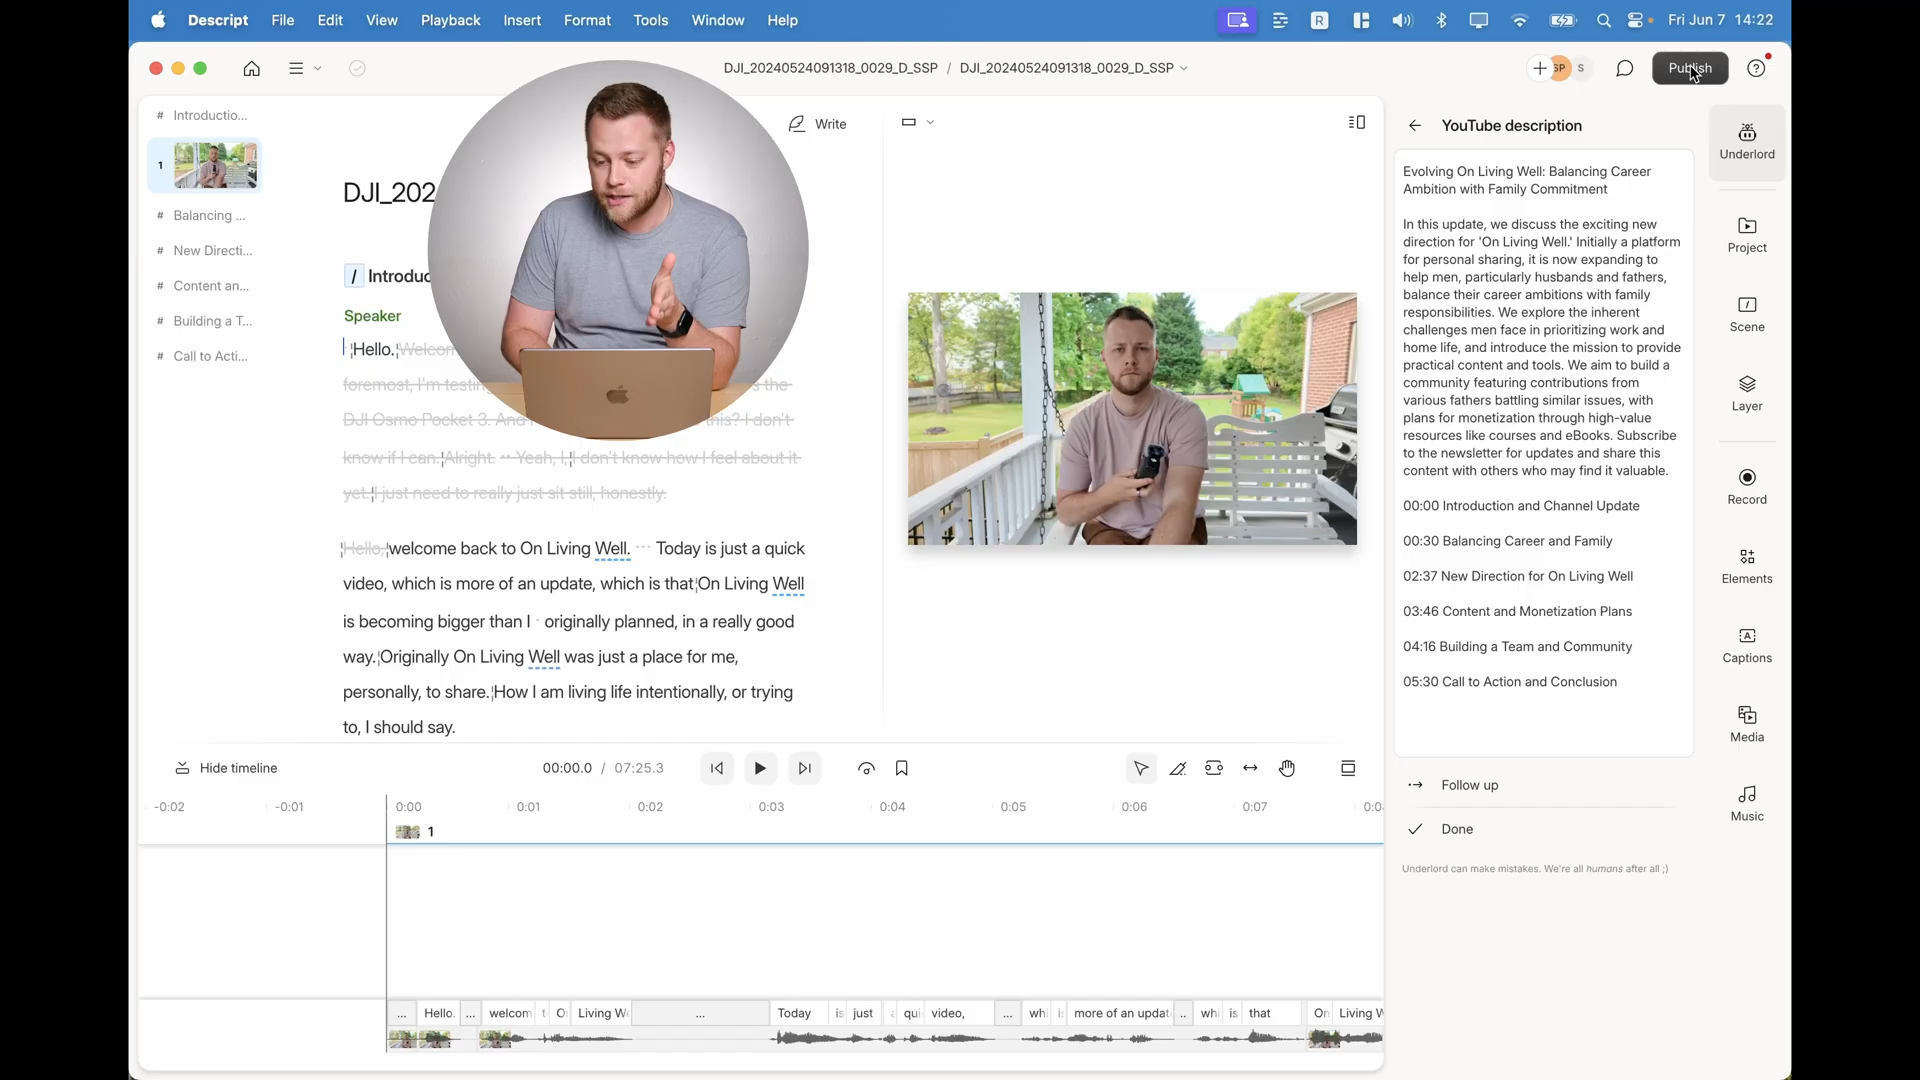 Descript File Edit View Playback Insert Format Tools Window Help
R Fri Jun 7 14:22
DJI_20240524091318_0029_D_SSP / DJI_20240524091318_0029_D_SSP
SP S Publish
# Introductio...
1
# Balancing ...
# New Directi...
# Content an...
# Building a T...
# Call to Acti...
Write
DJI_202
/ Introduc
Speaker
Hello. Welcom
foremost, I'm testin s the
DJI Osmo Pocket 3. And this? I don't
know if I can. Alright. ·· Yeah, I, I don't know how I feel about it
yet. I just need to really just sit still, honestly.
Hello, welcome back to On Living Well. ··· Today is just a quick
video, which is more of an update, which is that On Living Well
is becoming bigger than I · originally planned, in a really good
way. Originally On Living Well was just a place for me,
personally, to share. How I am living life intentionally, or trying
to, I should say.
YouTube description
Evolving On Living Well: Balancing Career
Ambition with Family Commitment
In this update, we discuss the exciting new
direction for 'On Living Well.' Initially a platform
for personal sharing, it is now expanding to
help men, particularly husbands and fathers,
balance their career ambitions with family
responsibilities. We explore the inherent
challenges men face in prioritizing work and
home life, and introduce the mission to provide
practical content and tools. We aim to build a
community featuring contributions from
various fathers battling similar issues, with
plans for monetization through high-value
resources like courses and eBooks. Subscribe
to the newsletter for updates and share this
content with others who may find it valuable.
00:00 Introduction and Channel Update
00:30 Balancing Career and Family
02:37 New Direction for On Living Well
03:46 Content and Monetization Plans
04:16 Building a Team and Community
05:30 Call to Action and Conclusion
Follow up
Done
Underlord can make mistakes. We're all humans after all ;)
Underlord
Project
Scene
Layer
Record
Elements
Captions
Media
Music
Hide timeline
00:00.0 / 07:25.3
-0:02 -0:01 0:00 0:01 0:02 0:03 0:04 0:05 0:06 0:07 0:0
1
... Hello. ... welcom t O Living We ... Today is just a qui video, ... whi i more of an updat .. whi is that On Living W